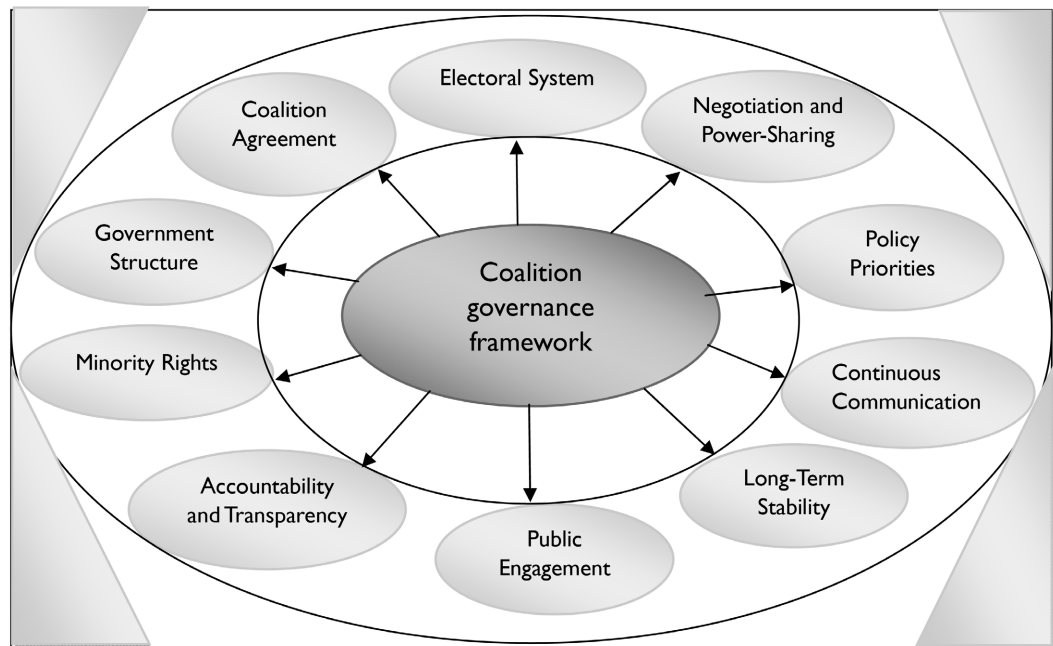 Electoral System
Coalition
Agreement
Negotiation and
Power-Sharing
Government
Structure
Policy
Priorities
Coalition
governance
framework
Minority Rights
Continuous
Communication
Accountability
and Transparency
Long-Term
Stability
Public
Engagement